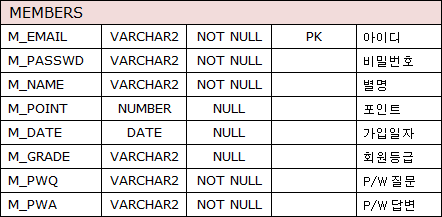 MEMBERS
M_EMAIL VARCHAR2 NOT NULL PK 아이디
M_PASSWD VARCHAR2 NOT NULL 비밀번호
M_NAME VARCHAR2 NOT NULL 별명
M_POINT NUMBER NULL 포인트
M_DATE DATE NULL 가입일자
M_GRADE VARCHAR2 NULL 회원등급
M_PWQ VARCHAR2 NOT NULL P/W 질문
M_PWA VARCHAR2 NOT NULL P/W 답변